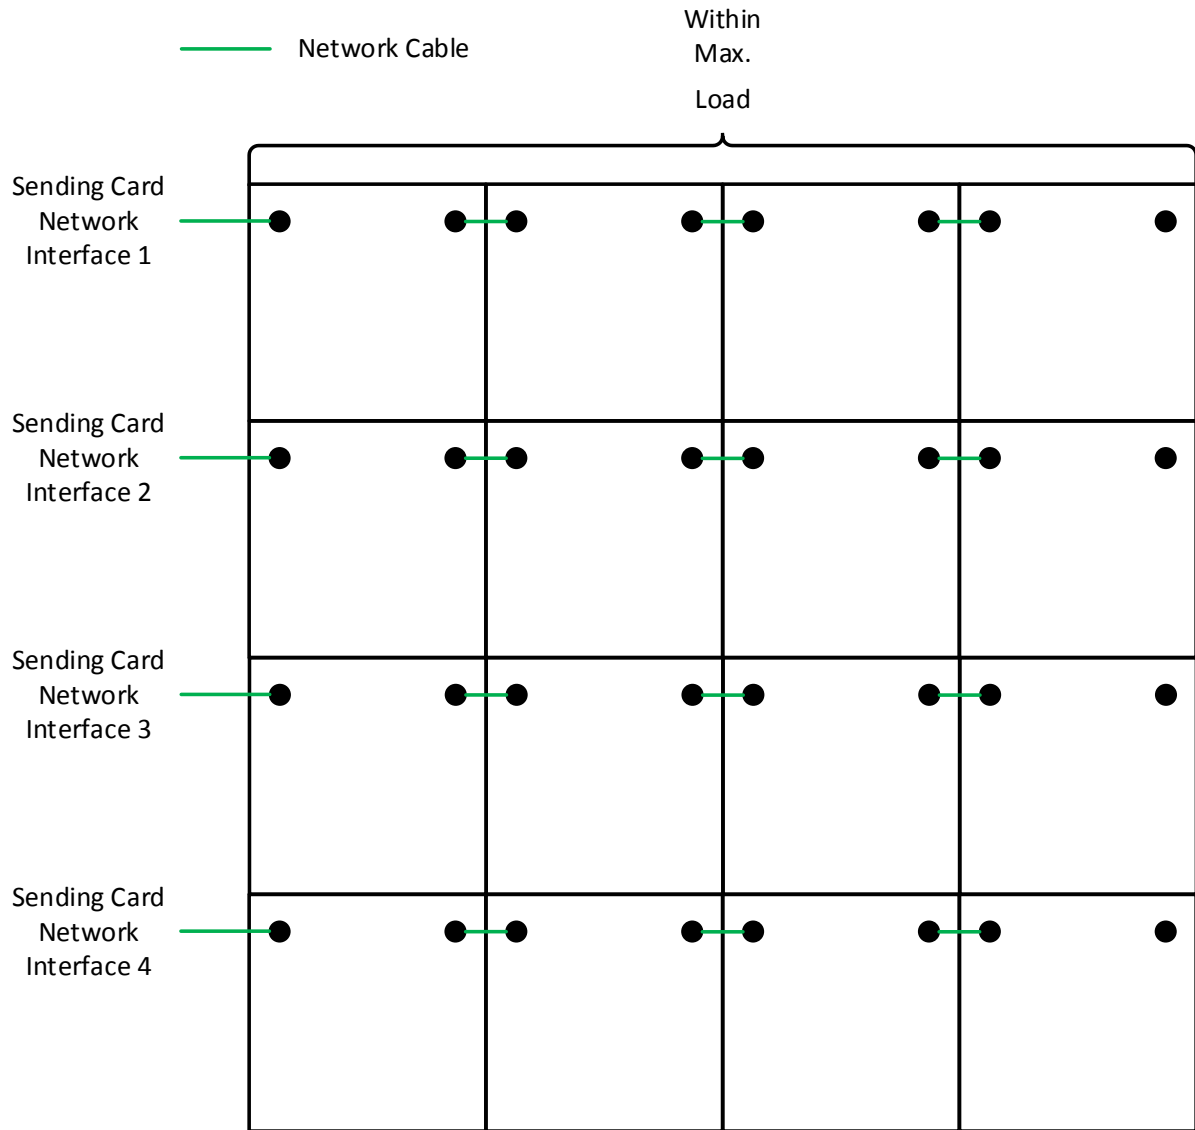 Network Cable
Within
Max.
Load
Sending Card
Network
Interface 1
Sending Card
Network
Interface 2
Sending Card
Network
Interface 3
Sending Card
Network
Interface 4